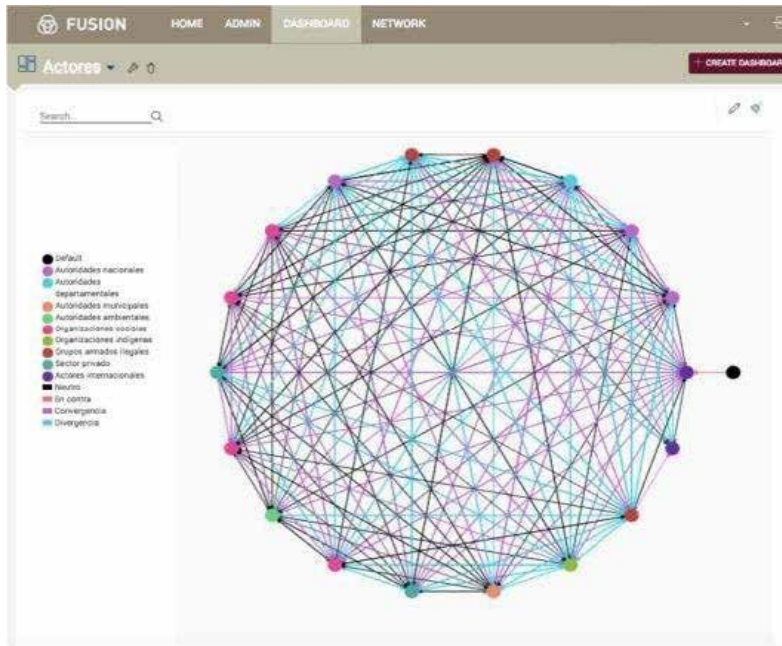 FUSION
HOME
ADMIN
DASHBOARD
NETWORK
Actores
+ CREATE DASHBOAR
Search...
Default
Autoridades nacionales
Autoridades
departamentales
Autoridades municipales
Autoridades ambientales
Organizaciones sociales
Organizaciones indígenas
Grupos armados ilegales
Sector privado
Actores internacionales
Neutro
En contra
Convergencia
Divergencia